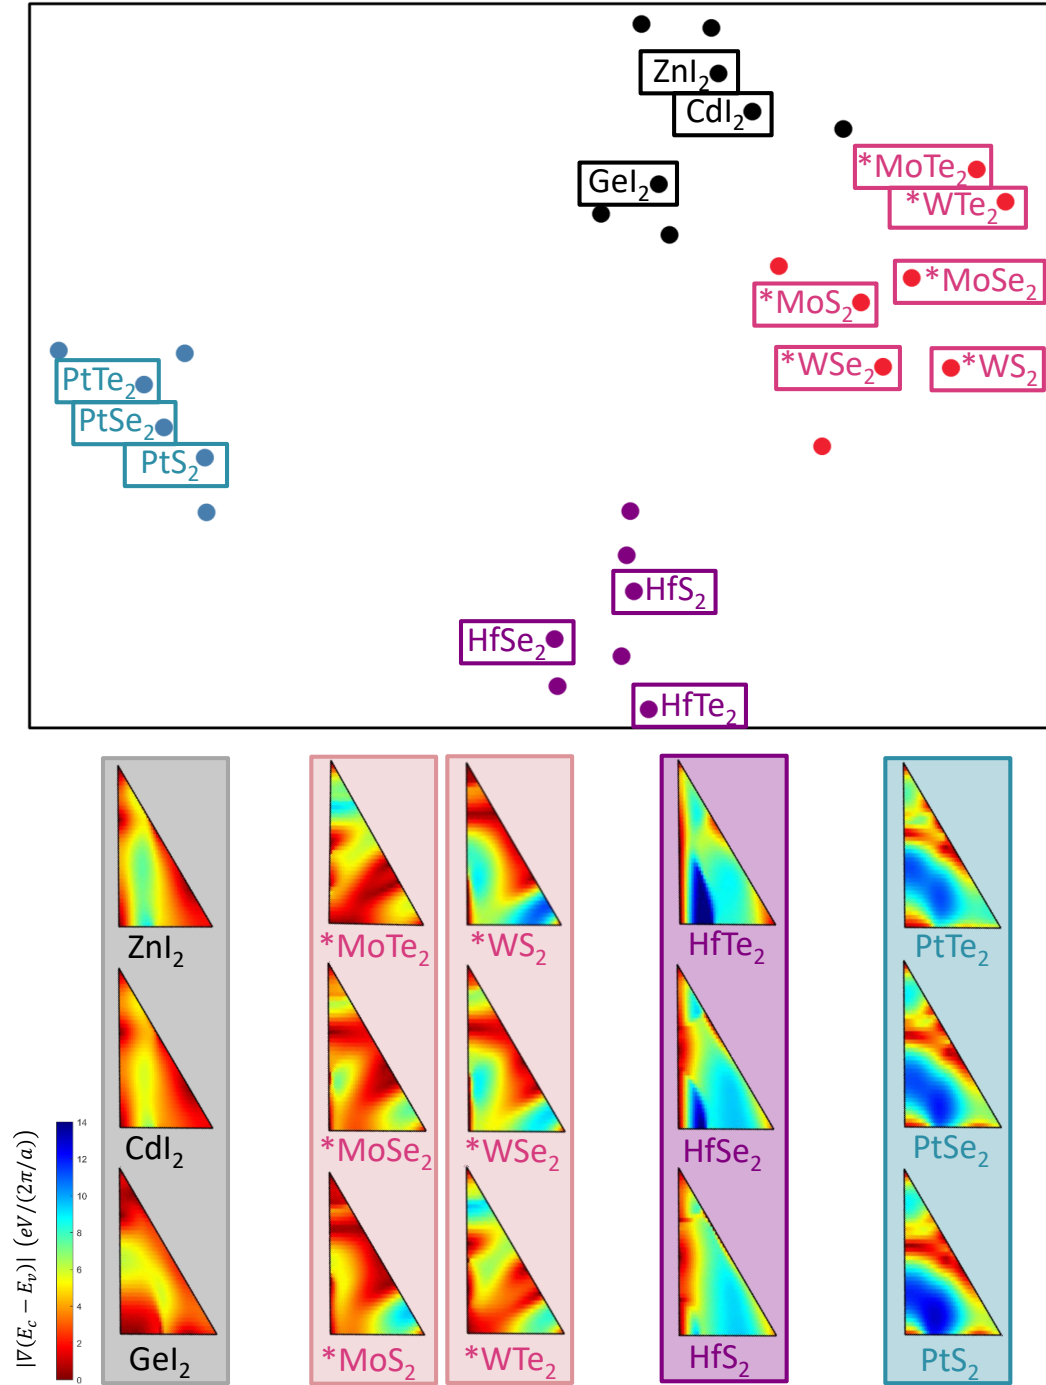 ZnI₂
CdI₂
GeI₂
*MoTe₂
*WTe₂
*MoSe₂
*MoS₂
*WSe₂
*WS₂
PtTe₂
PtSe₂
PtS₂
HfS₂
HfSe₂
HfTe₂
ZnI₂
*MoTe₂
*WS₂
HfTe₂
PtTe₂
CdI₂
*MoSe₂
*WSe₂
HfSe₂
PtSe₂
GeI₂
*MoS₂
*WTe₂
HfS₂
PtS₂
|∇(E_c − E_v)| (eV/(2π/a))
14
12
10
8
6
4
2
0